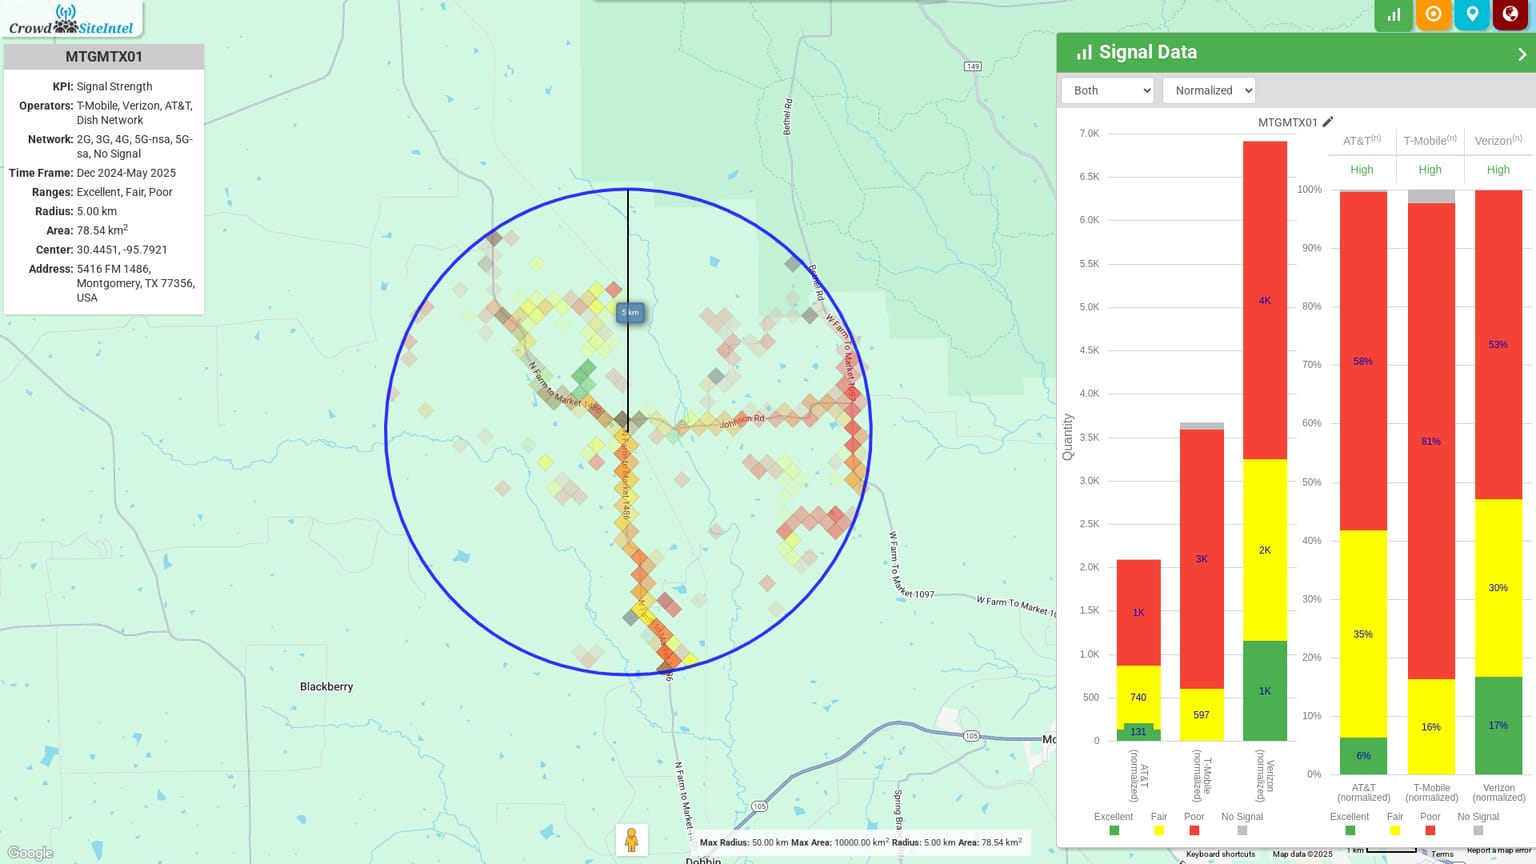 Crowd SiteIntel
MTGMTX01
KPI: Signal Strength
Operators: T-Mobile, Verizon, AT&T,
Dish Network
Network: 2G, 3G, 4G, 5G-nsa, 5G-
sa, No Signal
Time Frame: Dec 2024-May 2025
Ranges: Excellent, Fair, Poor
Radius: 5.00 km
Area: 78.54 km2
Center: 30.4451, -95.7921
Address: 5416 FM 1486,
Montgomery, TX 77356,
USA
149
Bethel Rd
Bethel Rd
W Farm To Market 1097
5 km
N Farm to Market 1486
Johnson Rd
N Farm to Market 1486
W Farm To Market 1097
W Farm To Market 10
Blackberry
105
105
Mo
N Farm to Market 1
Spring Bra
Dobbin
Google
Max Radius: 50.00 km Max Area: 10000.00 km2 Radius: 5.00 km Area: 78.54 km2
Keyboard shortcuts
Map data ©2025
1 km
Terms
Report a map error
Signal Data
Both
Normalized
MTGMTX01
Quantity
7.0K
6.5K
6.0K
5.5K
5.0K
4.5K
4.0K
3.5K
3.0K
2.5K
2.0K
1.5K
1.0K
500
0
1K
740
131
3K
597
4K
2K
1K
AT&T
(normalized)
T-Mobile
(normalized)
Verizon
(normalized)
Excellent
Fair
Poor
No Signal
AT&T(n)
T-Mobile(n)
Verizon(n)
High
High
High
100%
90%
80%
70%
60%
50%
40%
30%
20%
10%
0%
58%
35%
6%
81%
16%
53%
30%
17%
AT&T
(normalized)
T-Mobile
(normalized)
Verizon
(normalized)
Excellent
Fair
Poor
No Signal